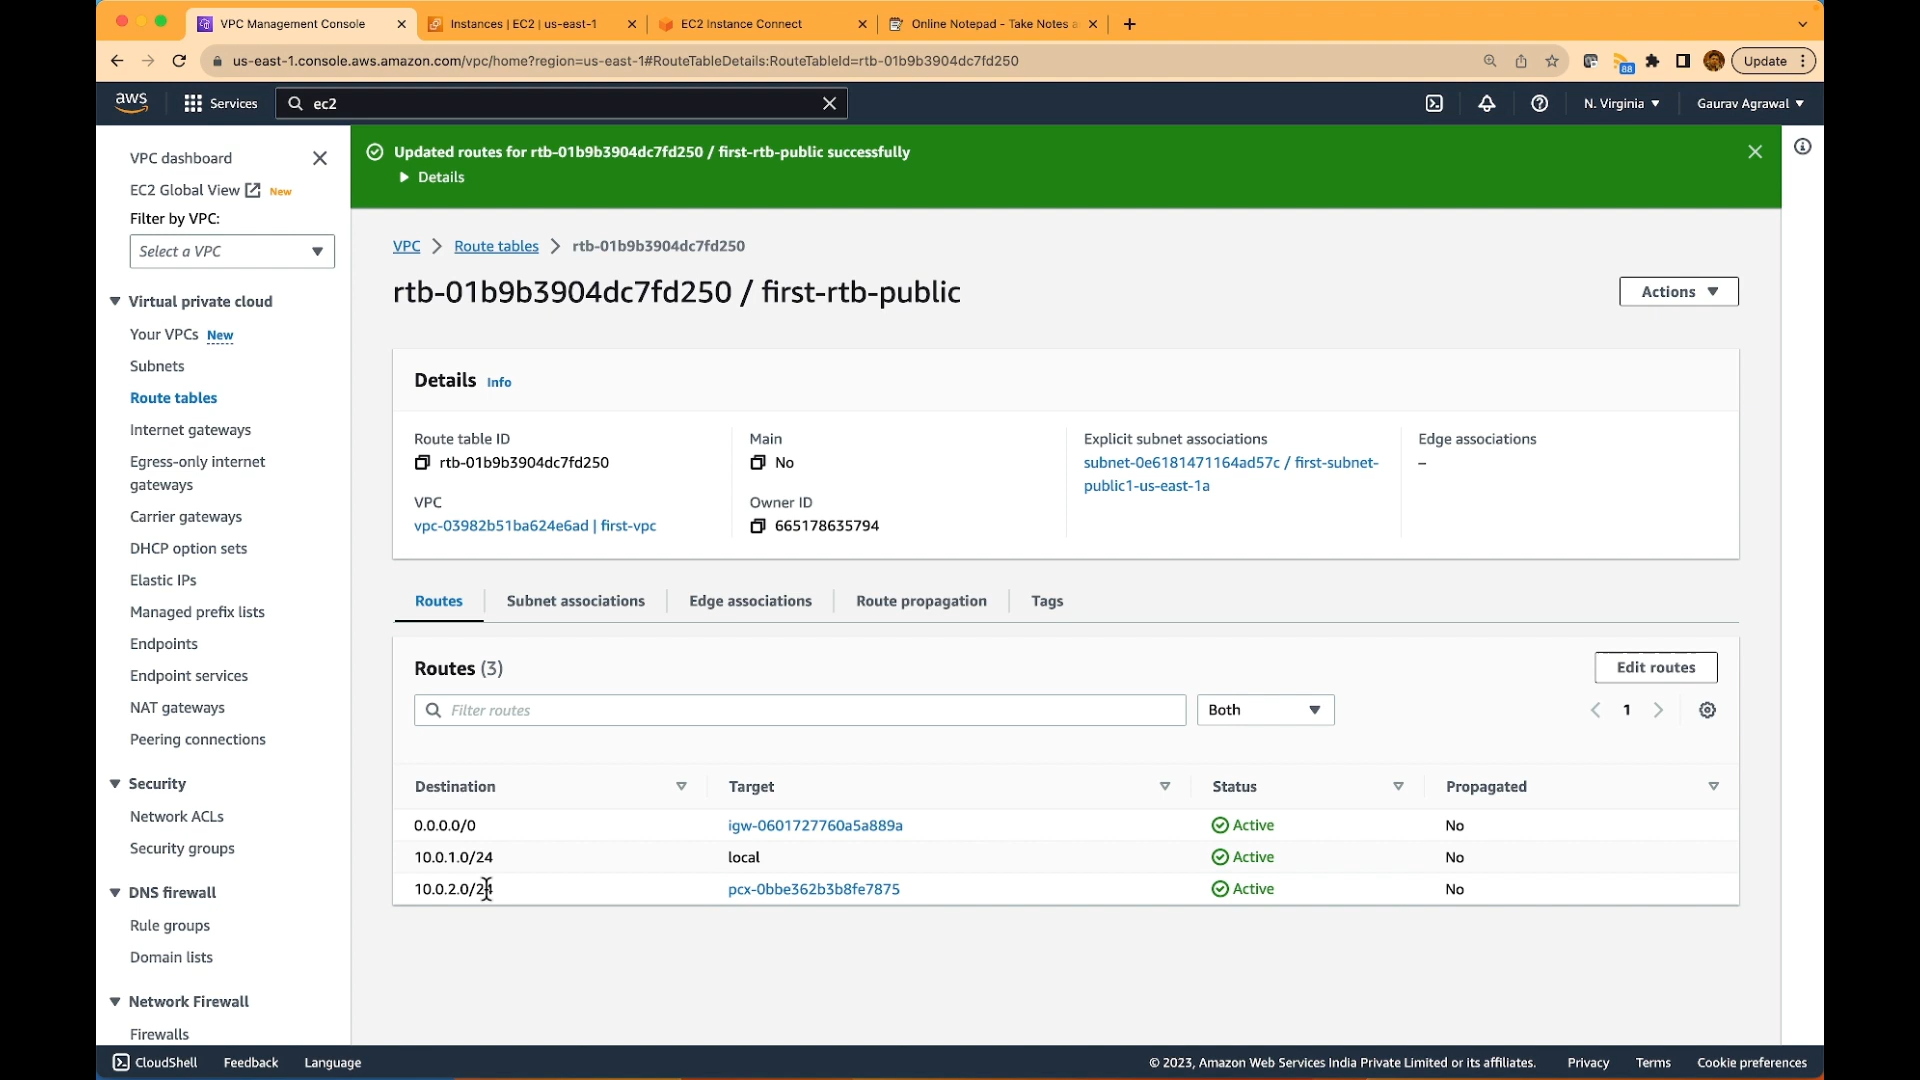 VPC Management Console
Instances | EC2 | us-east-1
EC2 Instance Connect
Online Notepad - Take Notes a
us-east-1.console.aws.amazon.com/vpc/home?region=us-east-1#RouteTableDetails:RouteTableId=rtb-01b9b3904dc7fd250
88
Update
aws
Services
ec2
N. Virginia
Gaurav Agrawal
VPC dashboard
EC2 Global View New
Filter by VPC:
Select a VPC
Virtual private cloud
Your VPCs New
Subnets
Route tables
Internet gateways
Egress-only internet
gateways
Carrier gateways
DHCP option sets
Elastic IPs
Managed prefix lists
Endpoints
Endpoint services
NAT gateways
Peering connections
Security
Network ACLs
Security groups
DNS firewall
Rule groups
Domain lists
Network Firewall
Firewalls
Updated routes for rtb-01b9b3904dc7fd250 / first-rtb-public successfully
Details
VPC > Route tables > rtb-01b9b3904dc7fd250
rtb-01b9b3904dc7fd250 / first-rtb-public
Actions
Details Info
Route table ID
rtb-01b9b3904dc7fd250
VPC
vpc-03982b51ba624e6ad | first-vpc
Main
No
Owner ID
665178635794
Explicit subnet associations
subnet-0e6181471164ad57c / first-subnet-
public1-us-east-1a
Edge associations
–
Routes
Subnet associations
Edge associations
Route propagation
Tags
Routes (3)
Edit routes
Filter routes
Both
1
Destination Target Status Propagated
0.0.0.0/0 igw-0601727760a5a889a Active No
10.0.1.0/24 local Active No
10.0.2.0/24 pcx-0bbe362b3b8fe7875 Active No
CloudShell
Feedback
Language
© 2023, Amazon Web Services India Private Limited or its affiliates.
Privacy
Terms
Cookie preferences